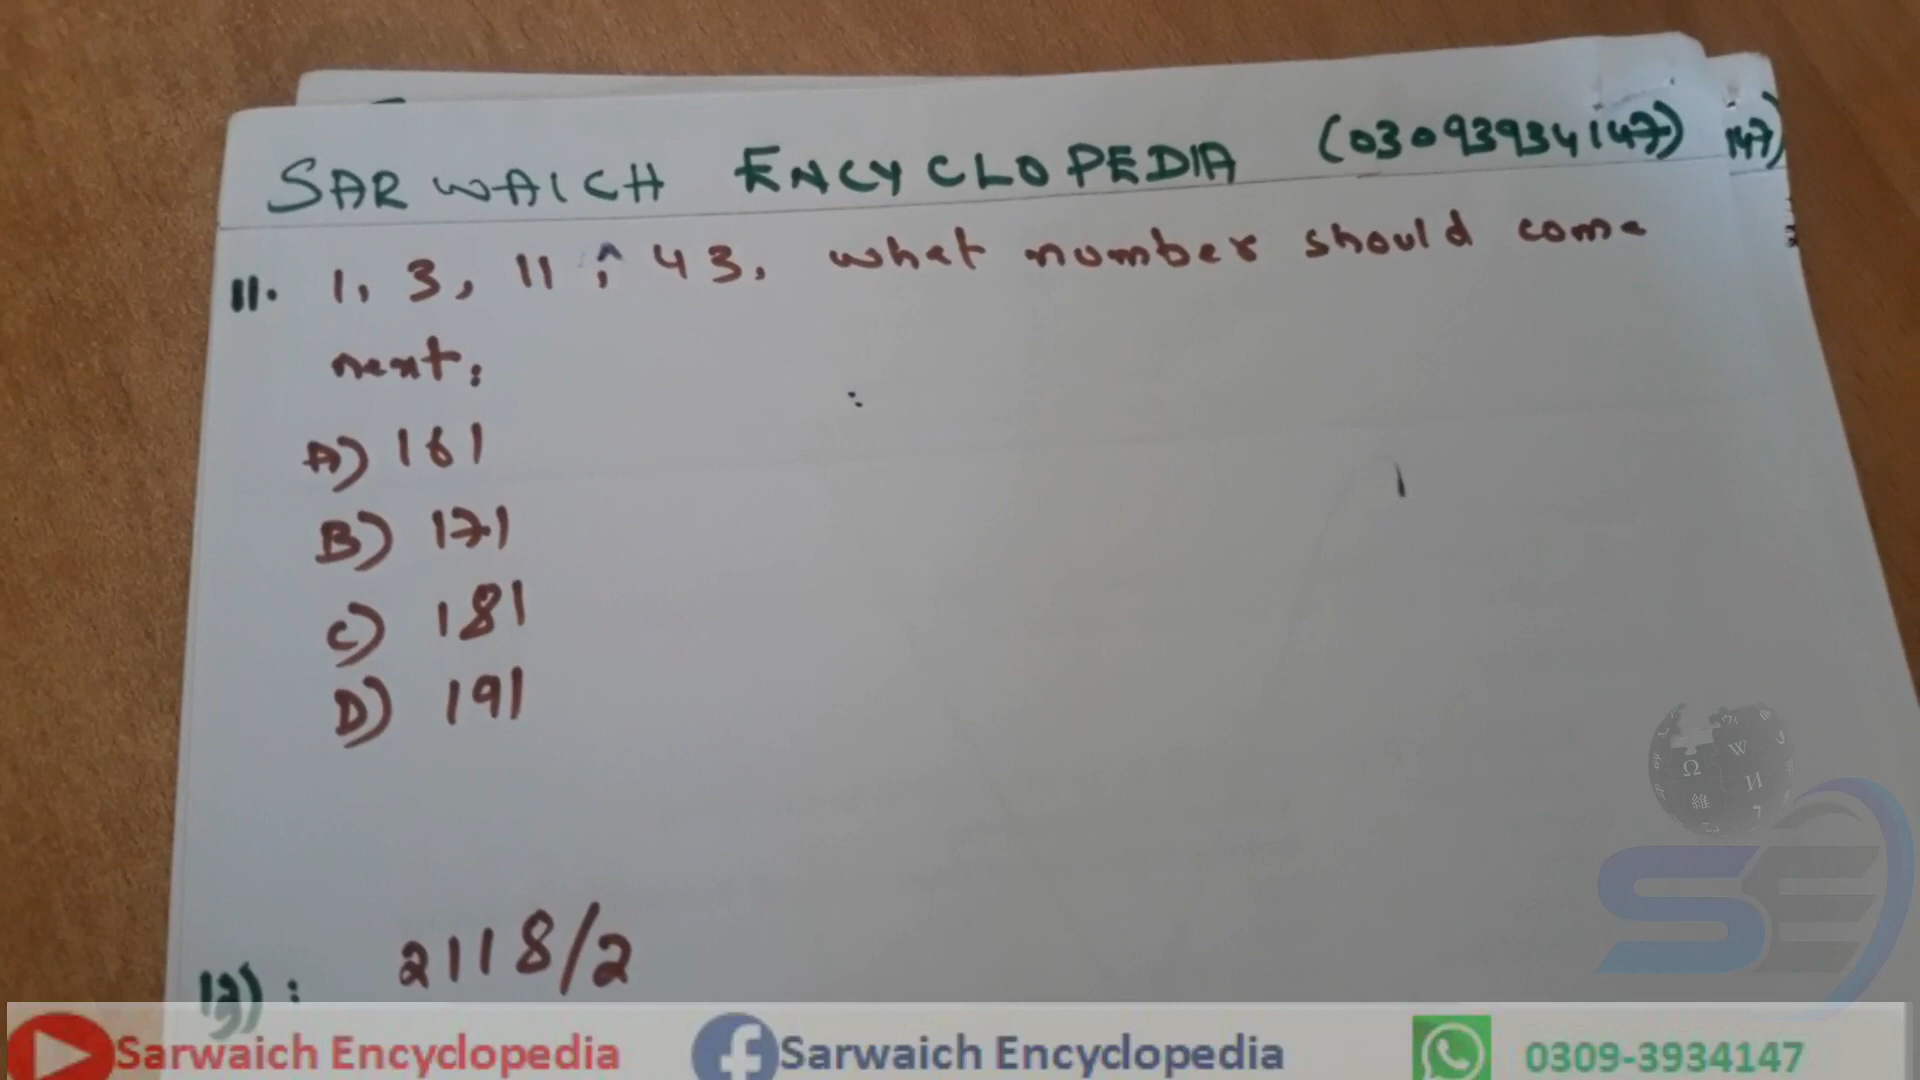 SARWAICH ENCYCLOPEDIA (03093934147) 147)
11. 1, 3, 11, 43, what number should come
next:
A) 161
B) 171
C) 181
D) 191
2118/2
Sarwaich Encyclopedia Sarwaich Encyclopedia 0309-3934147